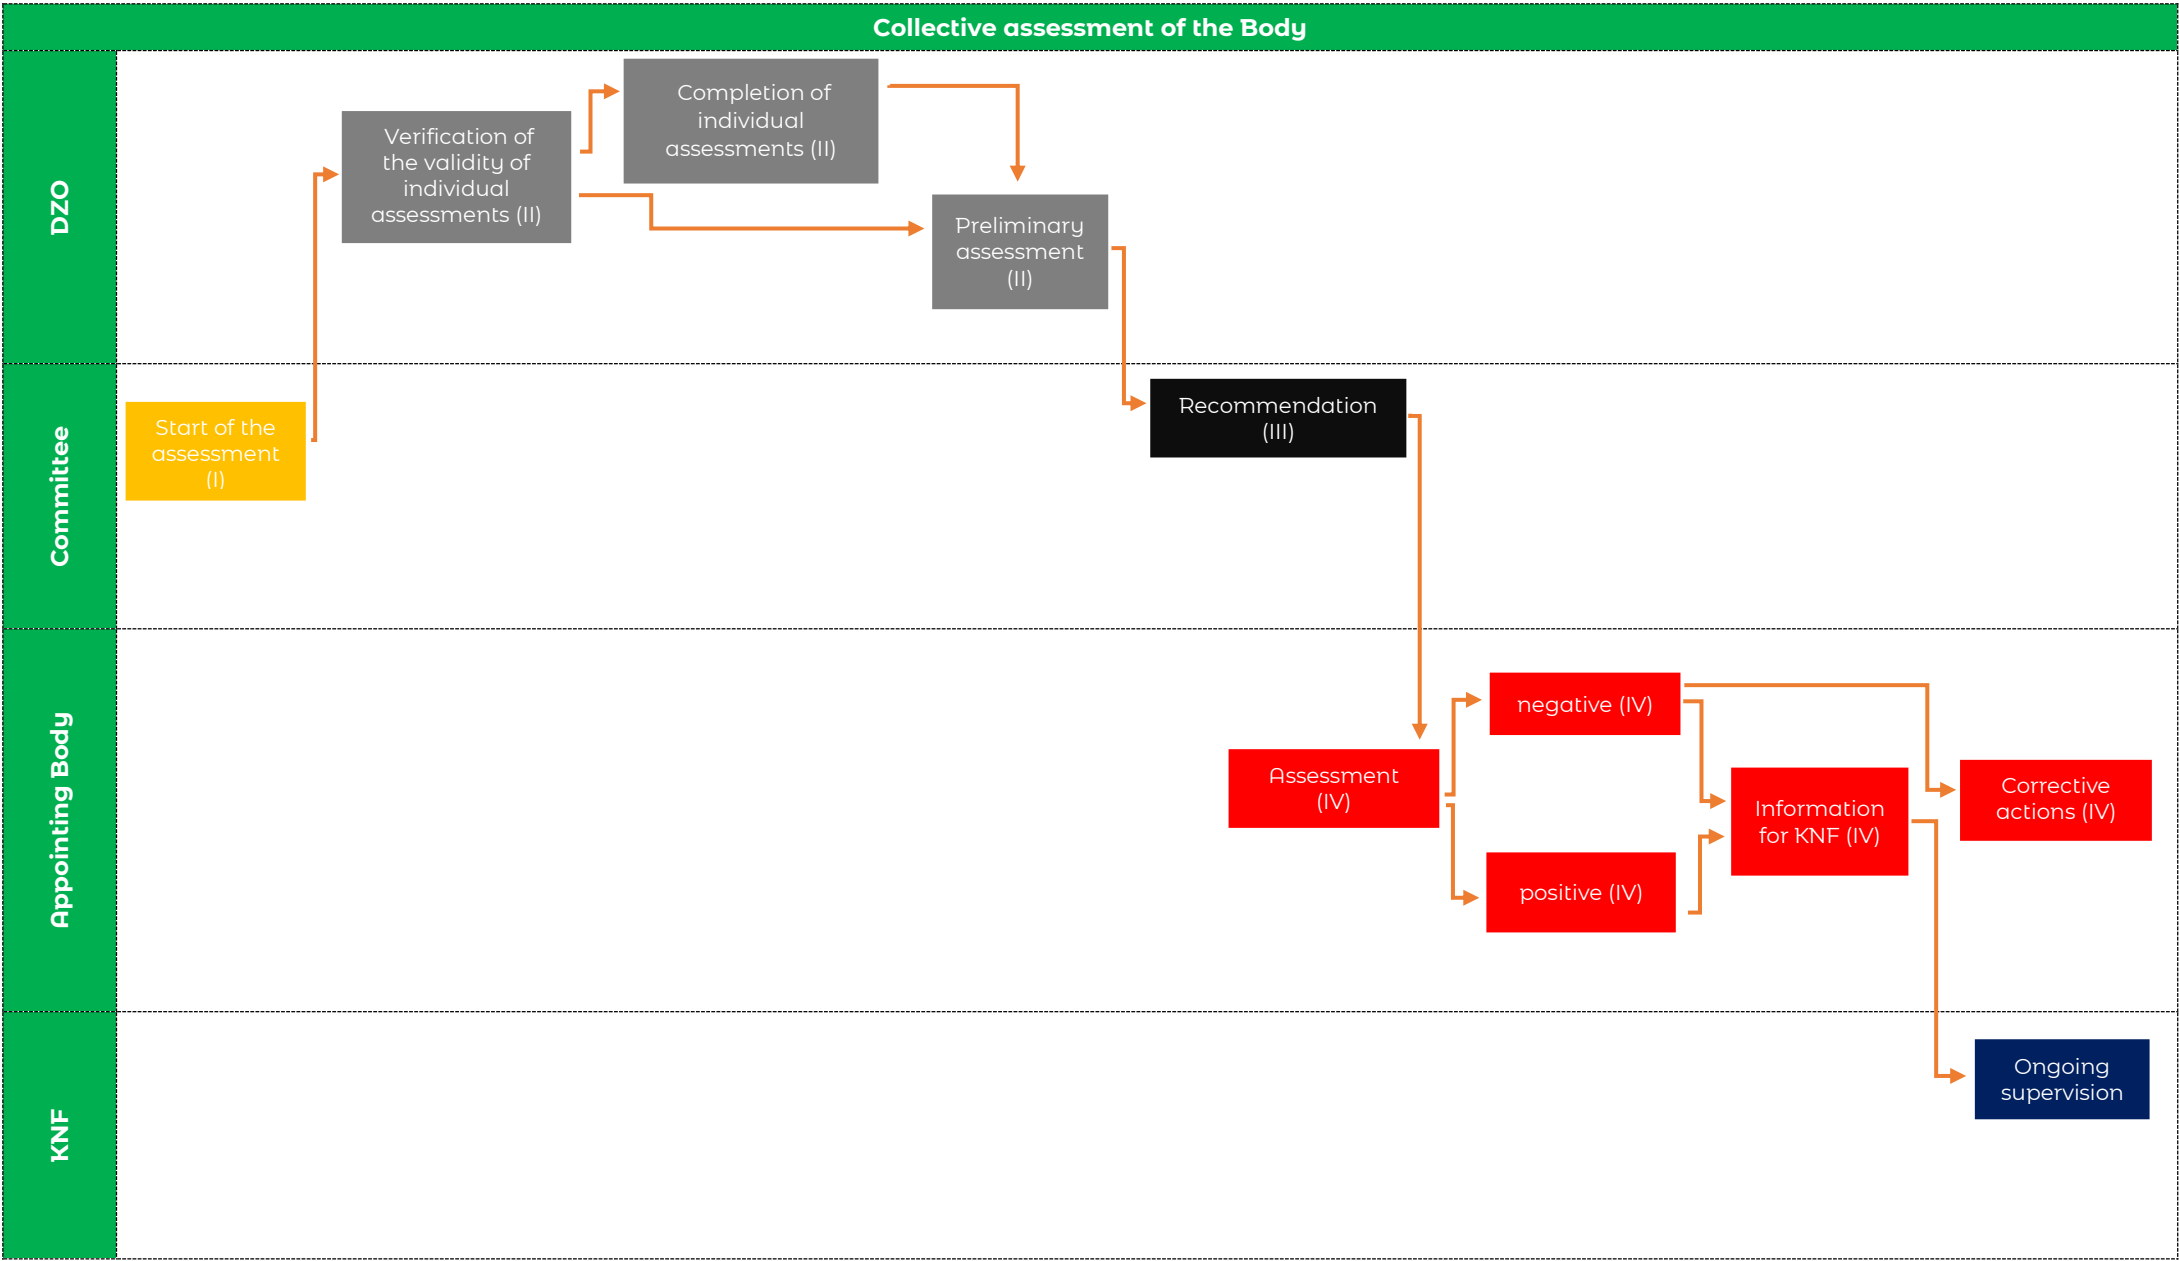 Collective assessment of the Body
DZO
Verification of
the validity of
individual
assessments (II)
Completion of
individual
assessments (II)
Preliminary
assessment
(II)
Committee
Start of the
assessment
(I)
Recommendation
(III)
Appointing Body
Assessment
(IV)
negative (IV)
positive (IV)
Information
for KNF (IV)
Corrective
actions (IV)
KNF
Ongoing
supervision